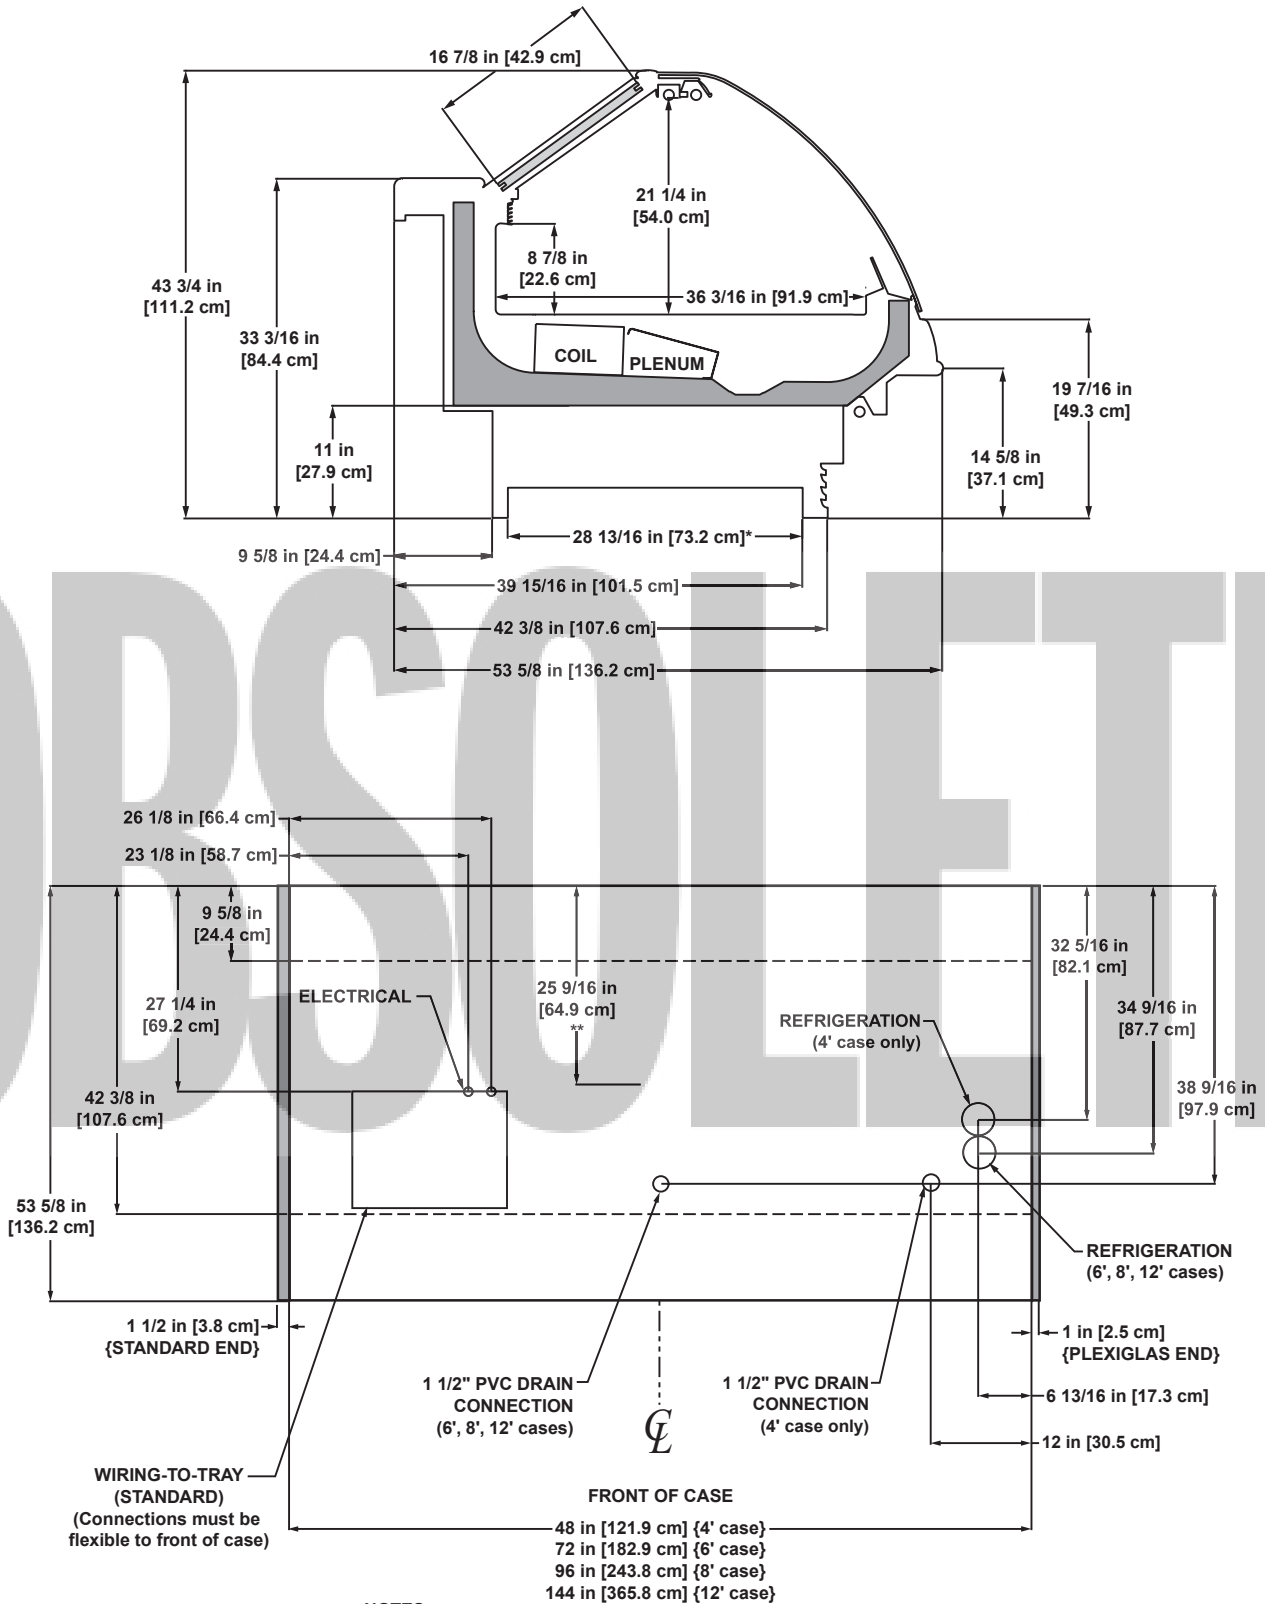 16 7/8 in [42.9 cm]
21 1/4 in
[54.0 cm]
8 7/8 in
[22.6 cm]
43 3/4 in
[111.2 cm]
36 3/16 in [91.9 cm]
33 3/16 in
[84.4 cm]
COIL
PLENUM
19 7/16 in
[49.3 cm]
11 in
[27.9 cm]
14 5/8 in
[37.1 cm]
28 13/16 in [73.2 cm]*
9 5/8 in [24.4 cm]
39 15/16 in [101.5 cm]
42 3/8 in [107.6 cm]
53 5/8 in [136.2 cm]
OBSOLETE
26 1/8 in [66.4 cm]
23 1/8 in [58.7 cm]
9 5/8 in
[24.4 cm]
32 5/16 in
[82.1 cm]
ELECTRICAL
25 9/16 in
[64.9 cm]
**
27 1/4 in
[69.2 cm]
34 9/16 in
[87.7 cm]
REFRIGERATION
(4' case only)
38 9/16 in
[97.9 cm]
42 3/8 in
[107.6 cm]
53 5/8 in
[136.2 cm]
REFRIGERATION
(6', 8', 12' cases)
1 1/2 in [3.8 cm]
{STANDARD END}
1 in [2.5 cm]
{PLEXIGLAS END}
1 1/2" PVC DRAIN
CONNECTION
(6', 8', 12' cases)
1 1/2" PVC DRAIN
CONNECTION
(4' case only)
6 13/16 in [17.3 cm]
CL
12 in [30.5 cm]
WIRING-TO-TRAY
(STANDARD)
(Connections must be
flexible to front of case)
FRONT OF CASE
48 in [121.9 cm] {4' case}
72 in [182.9 cm] {6' case}
96 in [243.8 cm] {8' case}
144 in [365.8 cm] {12' case}